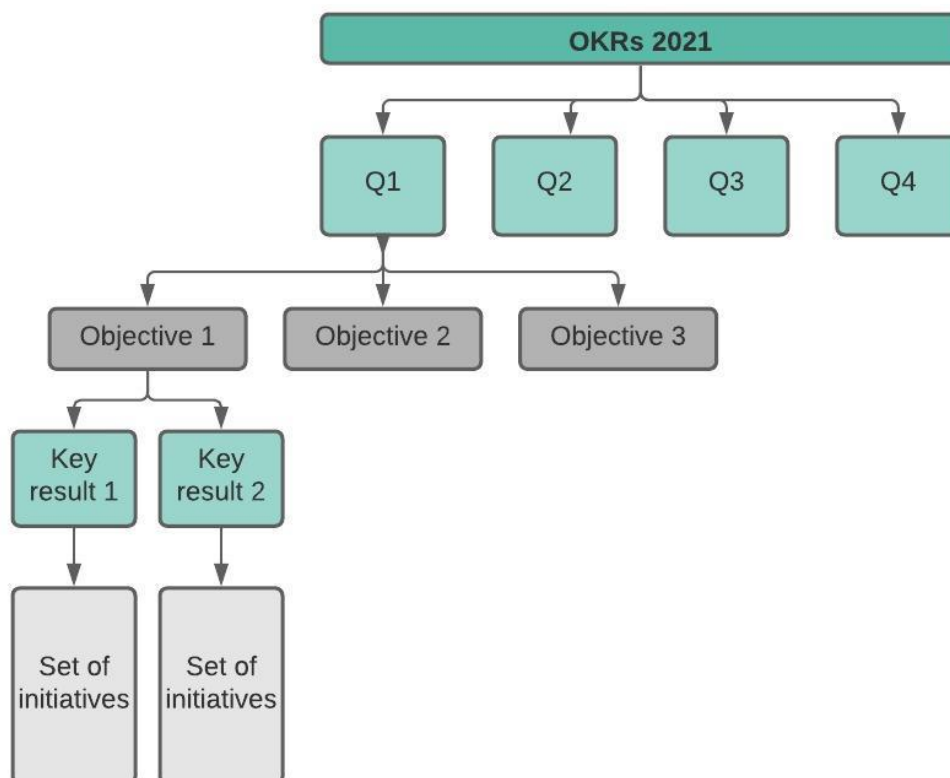 OKRs 2021
Q1
Q2
Q3
Q4
Objective 1
Objective 2
Objective 3
Key
result 1
Key
result 2
Set of
initiatives
Set of
initiatives